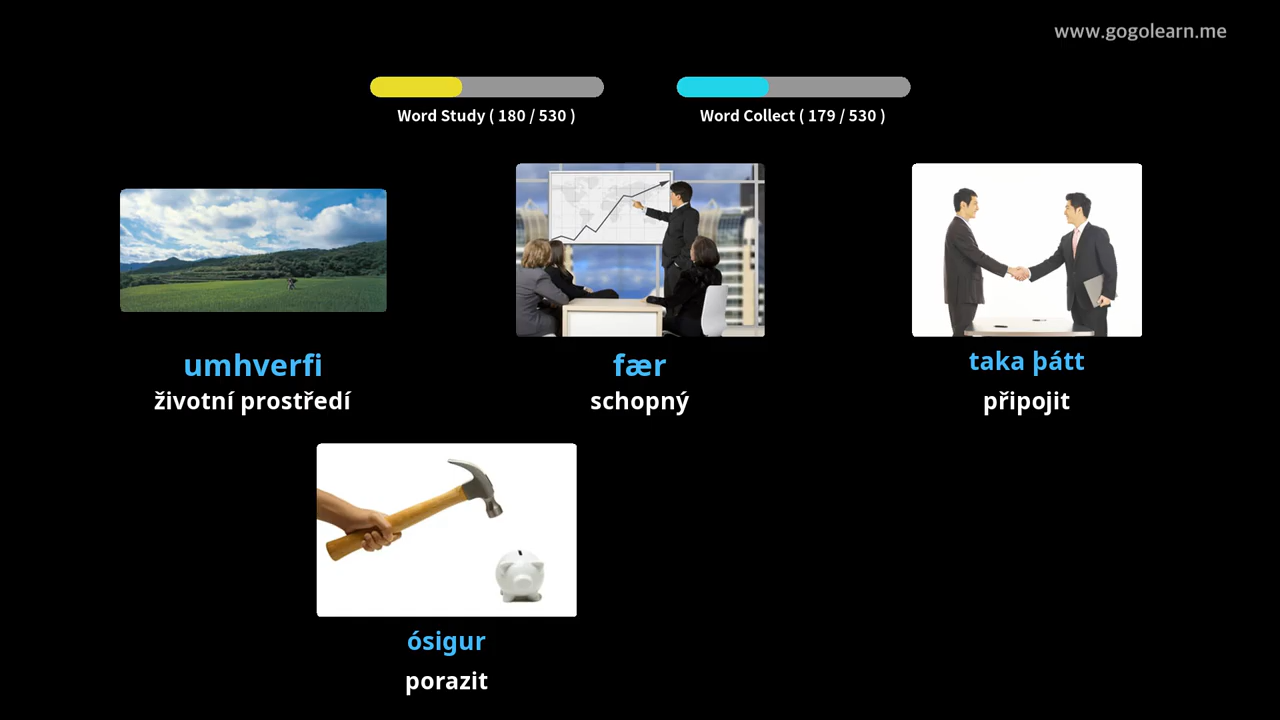 www.gogolearn.me
Word Study ( 180 / 530 )
Word Collect ( 179 / 530 )
umhverfi
životní prostředí
fær
schopný
taka þátt
připojit
ósigur
porazit